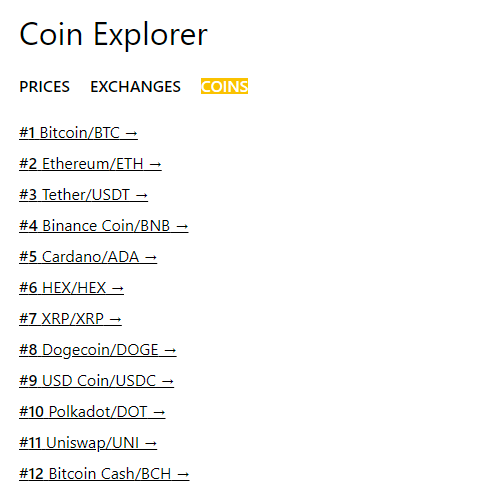 Coin Explorer
PRICES EXCHANGES COINS
#1 Bitcoin/BTC →
#2 Ethereum/ETH →
#3 Tether/USDT →
#4 Binance Coin/BNB →
#5 Cardano/ADA →
#6 HEX/HEX →
#7 XRP/XRP →
#8 Dogecoin/DOGE →
#9 USD Coin/USDC →
#10 Polkadot/DOT →
#11 Uniswap/UNI →
#12 Bitcoin Cash/BCH →